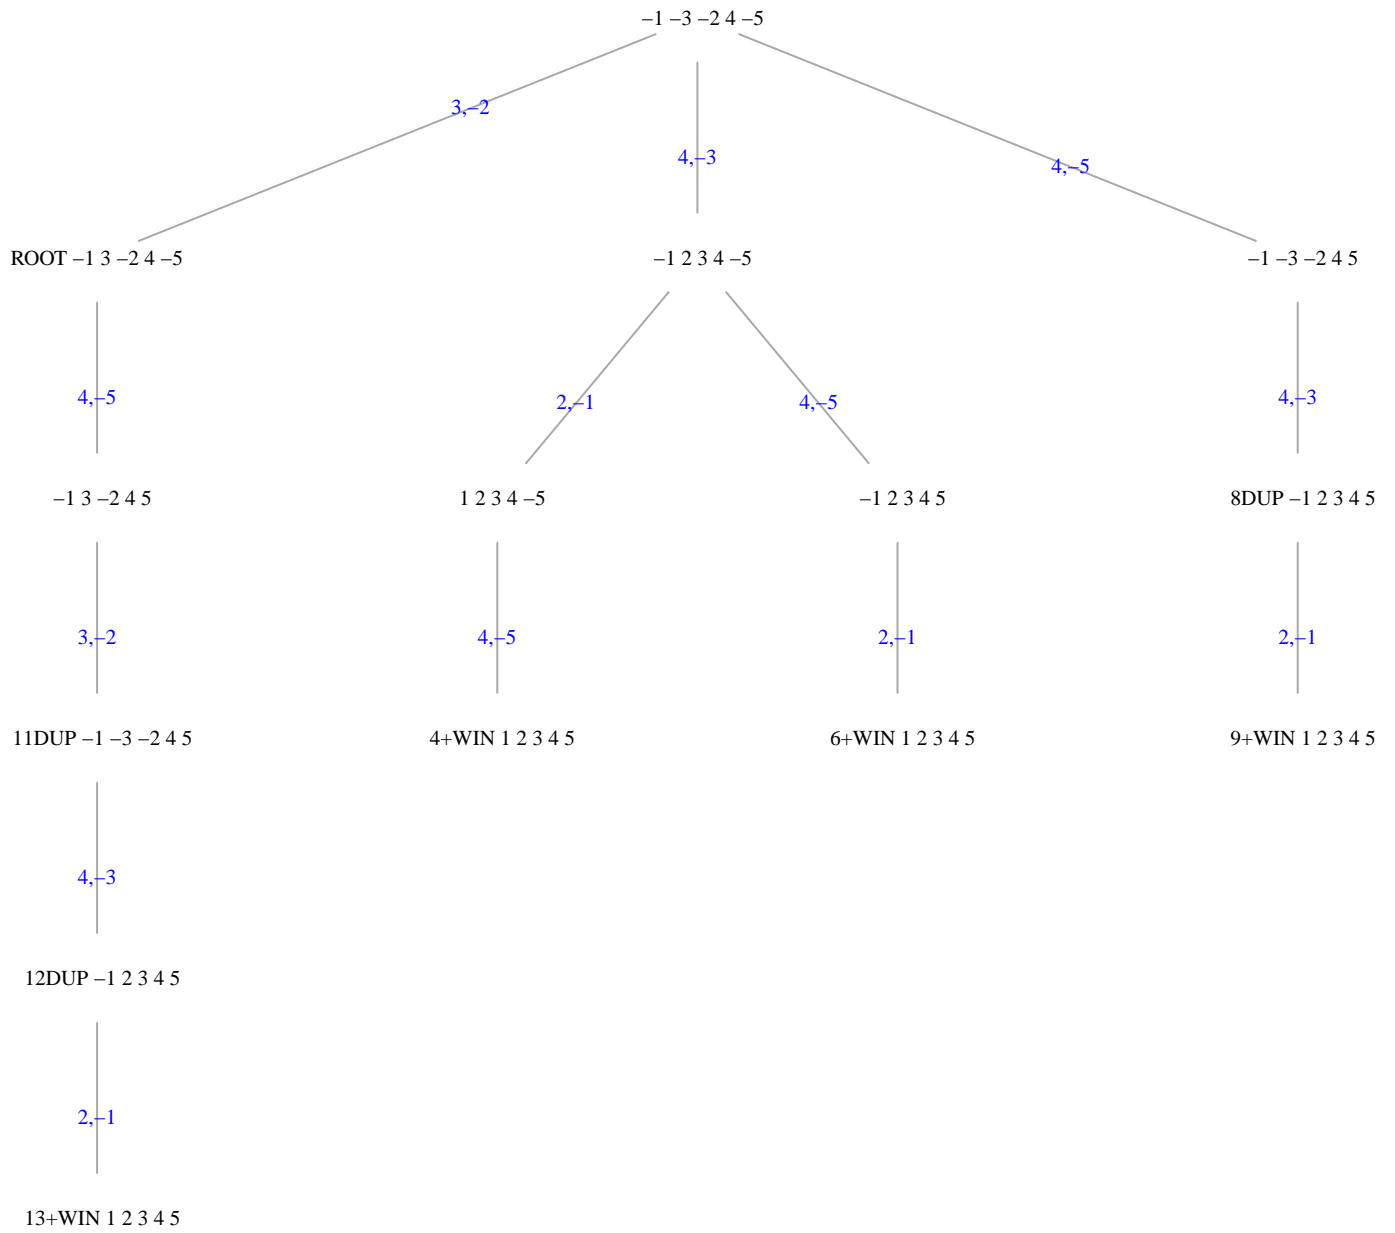 –1 –3 –2 4 –5
3,–2
4,–3
4,–5
ROOT –1 3 –2 4 –5
–1 2 3 4 –5
–1 –3 –2 4 5
4,–5
2,–1
4,–5
4,–3
–1 3 –2 4 5
1 2 3 4 –5
–1 2 3 4 5
8DUP –1 2 3 4 5
3,–2
4,–5
2,–1
2,–1
11DUP –1 –3 –2 4 5
4+WIN 1 2 3 4 5
6+WIN 1 2 3 4 5
9+WIN 1 2 3 4 5
4,–3
12DUP –1 2 3 4 5
2,–1
13+WIN 1 2 3 4 5